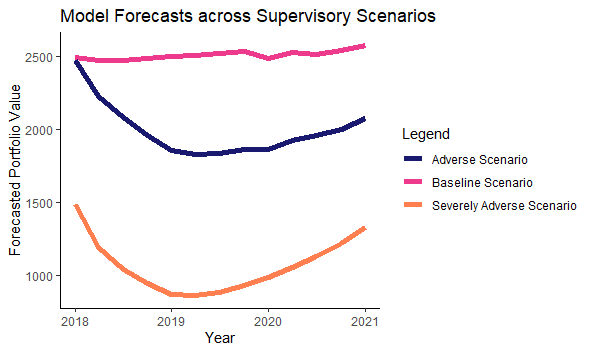 Model Forecasts across Supervisory Scenarios
Forecasted Portfolio Value
2500
2000
1500
1000
2018 2019 2020 2021
Year
Legend
Adverse Scenario
Baseline Scenario
Severely Adverse Scenario